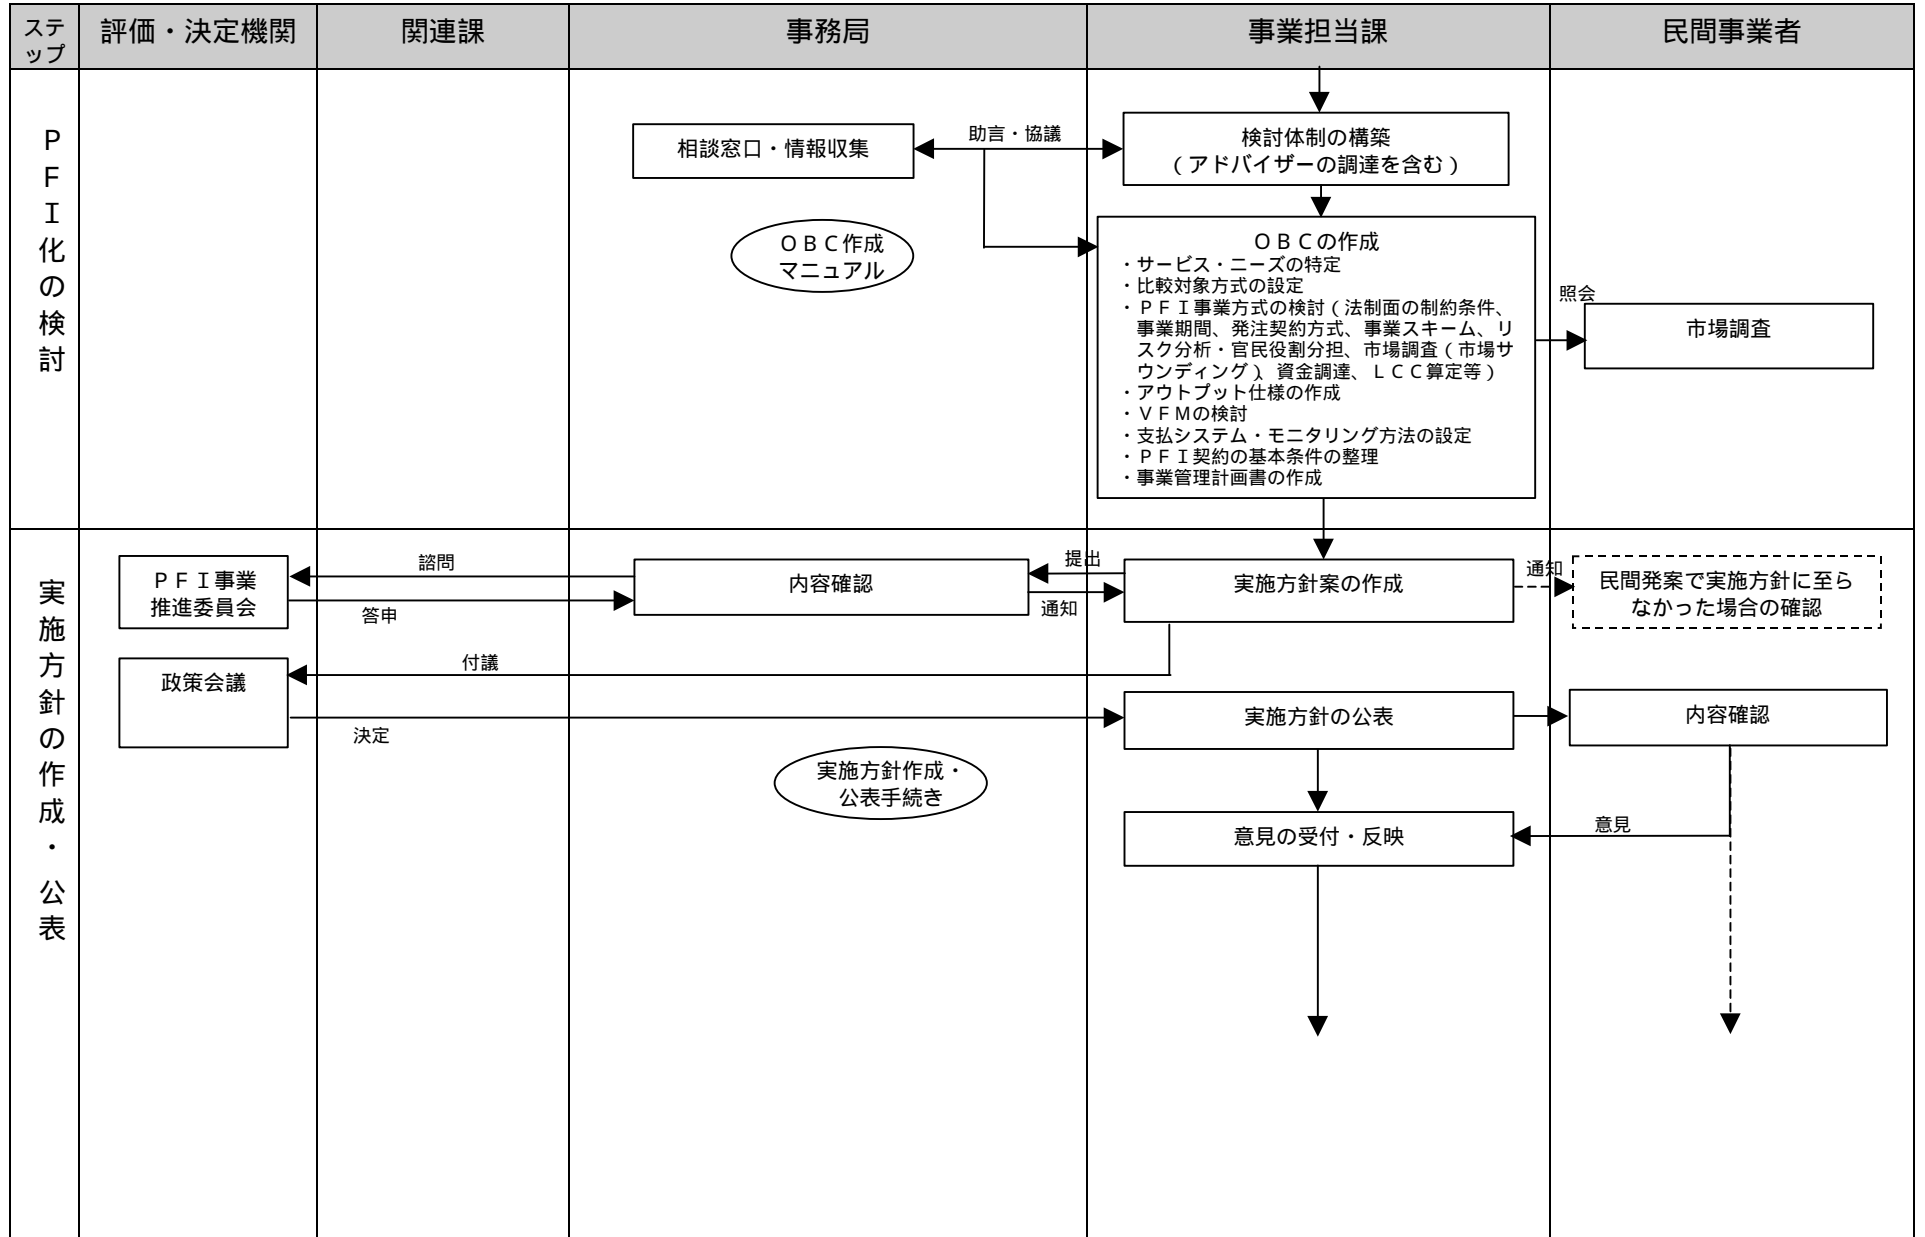 ステ
ップ
評価・決定機関
関連課
事務局
事業担当課
民間事業者
ＰＦＩ化の検討
相談窓口・情報収集
助言・協議
検討体制の構築
（アドバイザーの調達を含む）
ＯＢＣ作成
マニュアル
ＯＢＣの作成
・サービス・ニーズの特定
・比較対象方式の設定
・ＰＦＩ事業方式の検討（法制面の制約条件、
事業期間、発注契約方式、事業スキーム、リ
スク分析・官民役割分担、市場調査（市場サ
ウンディング）、資金調達、ＬＣＣ算定等）
・アウトプット仕様の作成
・ＶＦＭの検討
・支払システム・モニタリング方法の設定
・ＰＦＩ契約の基本条件の整理
・事業管理計画書の作成
照会
市場調査
実施方針の作成・公表
ＰＦＩ事業
推進委員会
諮問
答申
内容確認
提出
通知
実施方針案の作成
通知
民間発案で実施方針に至ら
なかった場合の確認
政策会議
付議
決定
実施方針の公表
内容確認
実施方針作成・
公表手続き
意見の受付・反映
意見